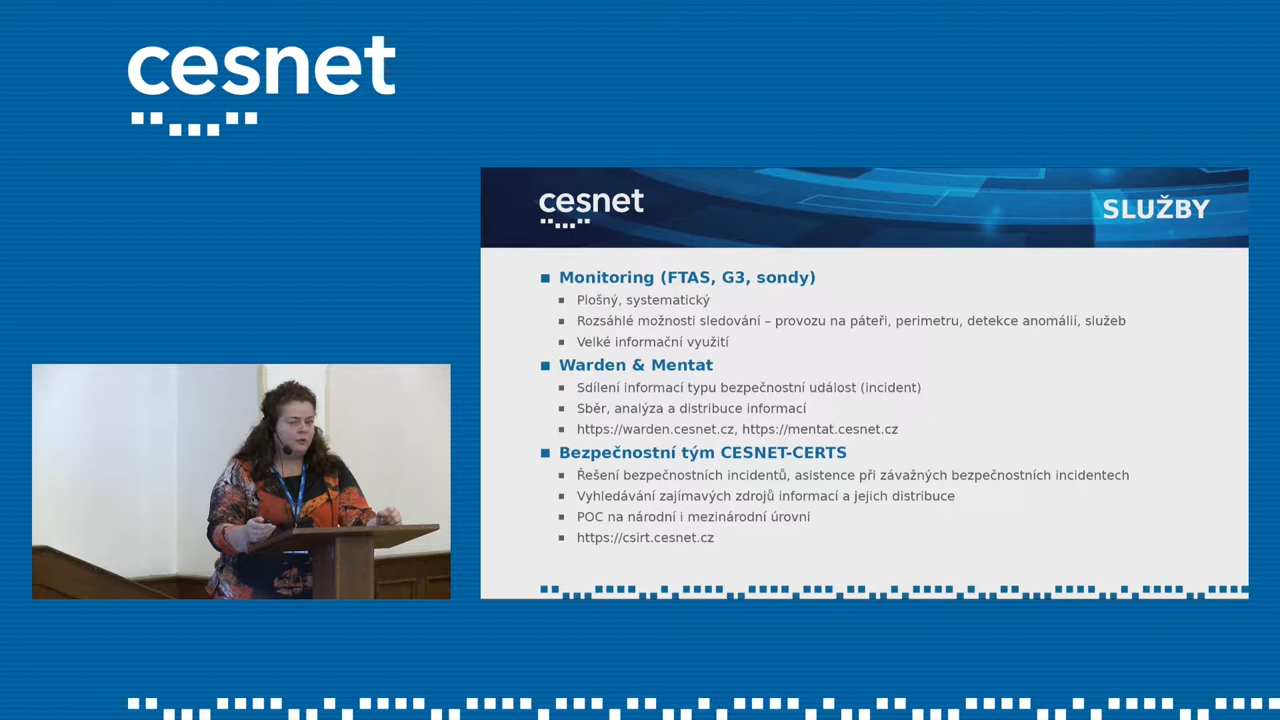 cesnet
cesnet
SLUŽBY
Monitoring (FTAS, G3, sondy)
Plošný, systematický
Rozsáhlé možnosti sledování – provozu na páteři, perimetru, detekce anomálií, služeb
Velké informační využití
Warden & Mentat
Sdílení informací typu bezpečnostní událost (incident)
Sběr, analýza a distribuce informací
https://warden.cesnet.cz, https://mentat.cesnet.cz
Bezpečnostní tým CESNET-CERTS
Řešení bezpečnostních incidentů, asistence při závažných bezpečnostních incidentech
Vyhledávání zajímavých zdrojů informací a jejich distribuce
POC na národní i mezinárodní úrovni
https://csirt.cesnet.cz